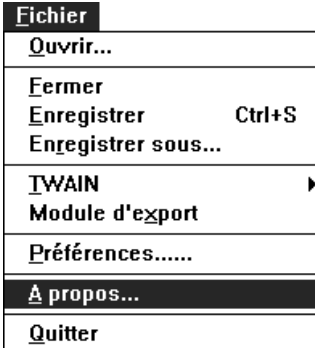 Fichier
Ouvrir...
Fermer
Enregistrer Ctrl+S
Enregistrer sous...
TWAIN
Module d'export
Préférences......
A propos...
Quitter